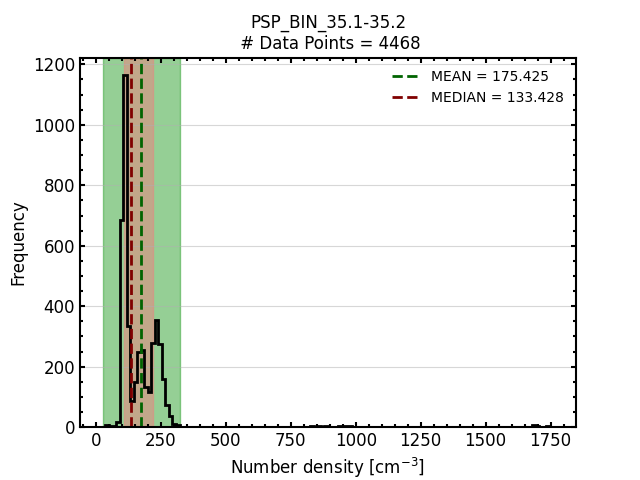 PSP_BIN_35.1-35.2
# Data Points = 4468
MEAN = 175.425
MEDIAN = 133.428
Frequency
1200
1000
800
600
400
200
0
0 250 500 750 1000 1250 1500 1750
Number density [cm⁻³]